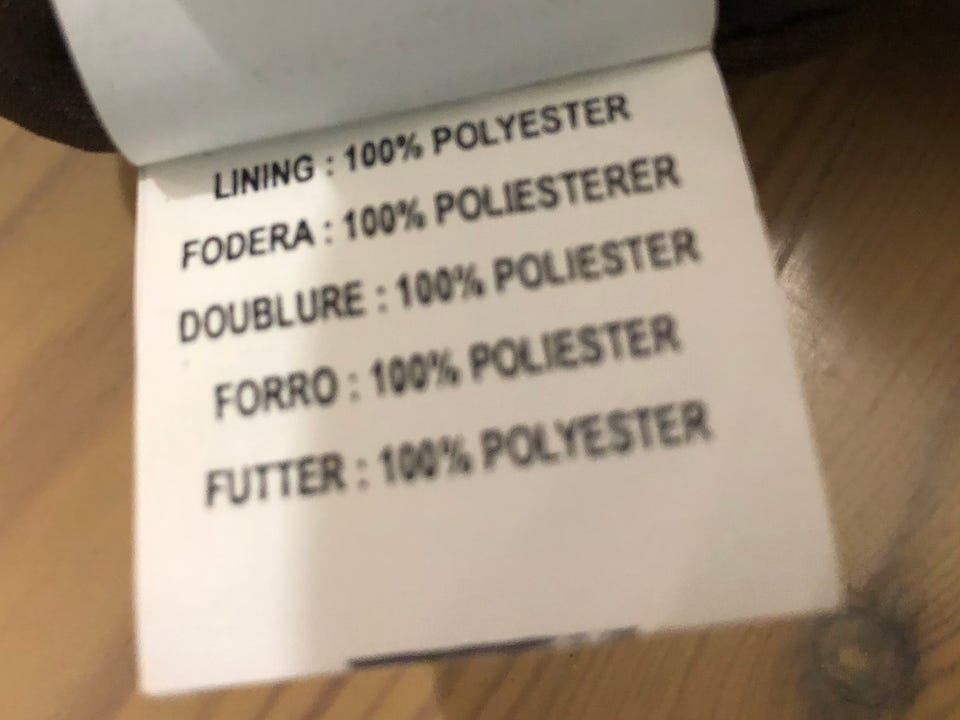 LINING : 100% POLYESTER
FODERA : 100% POLIESTERER
DOUBLURE : 100% POLIESTER
FORRO : 100% POLIESTER
FUTTER : 100% POLYESTER